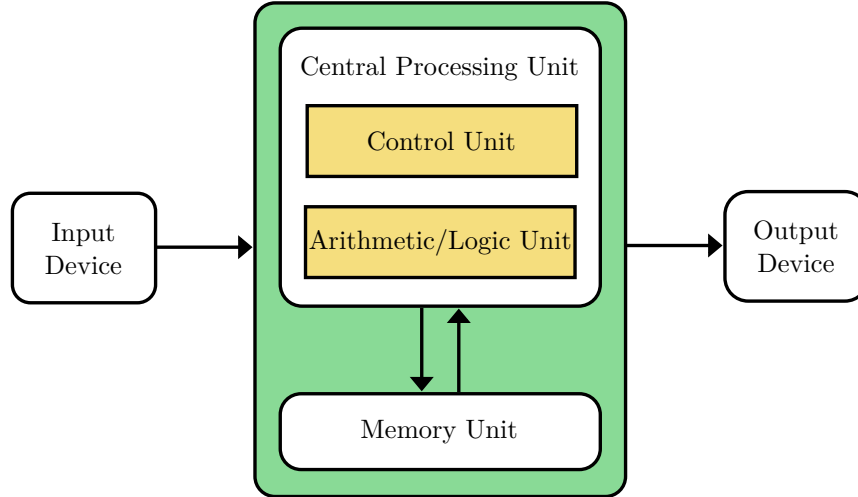 Central Processing Unit
Control Unit
Arithmetic/Logic Unit
Input
Device
Output
Device
Memory Unit